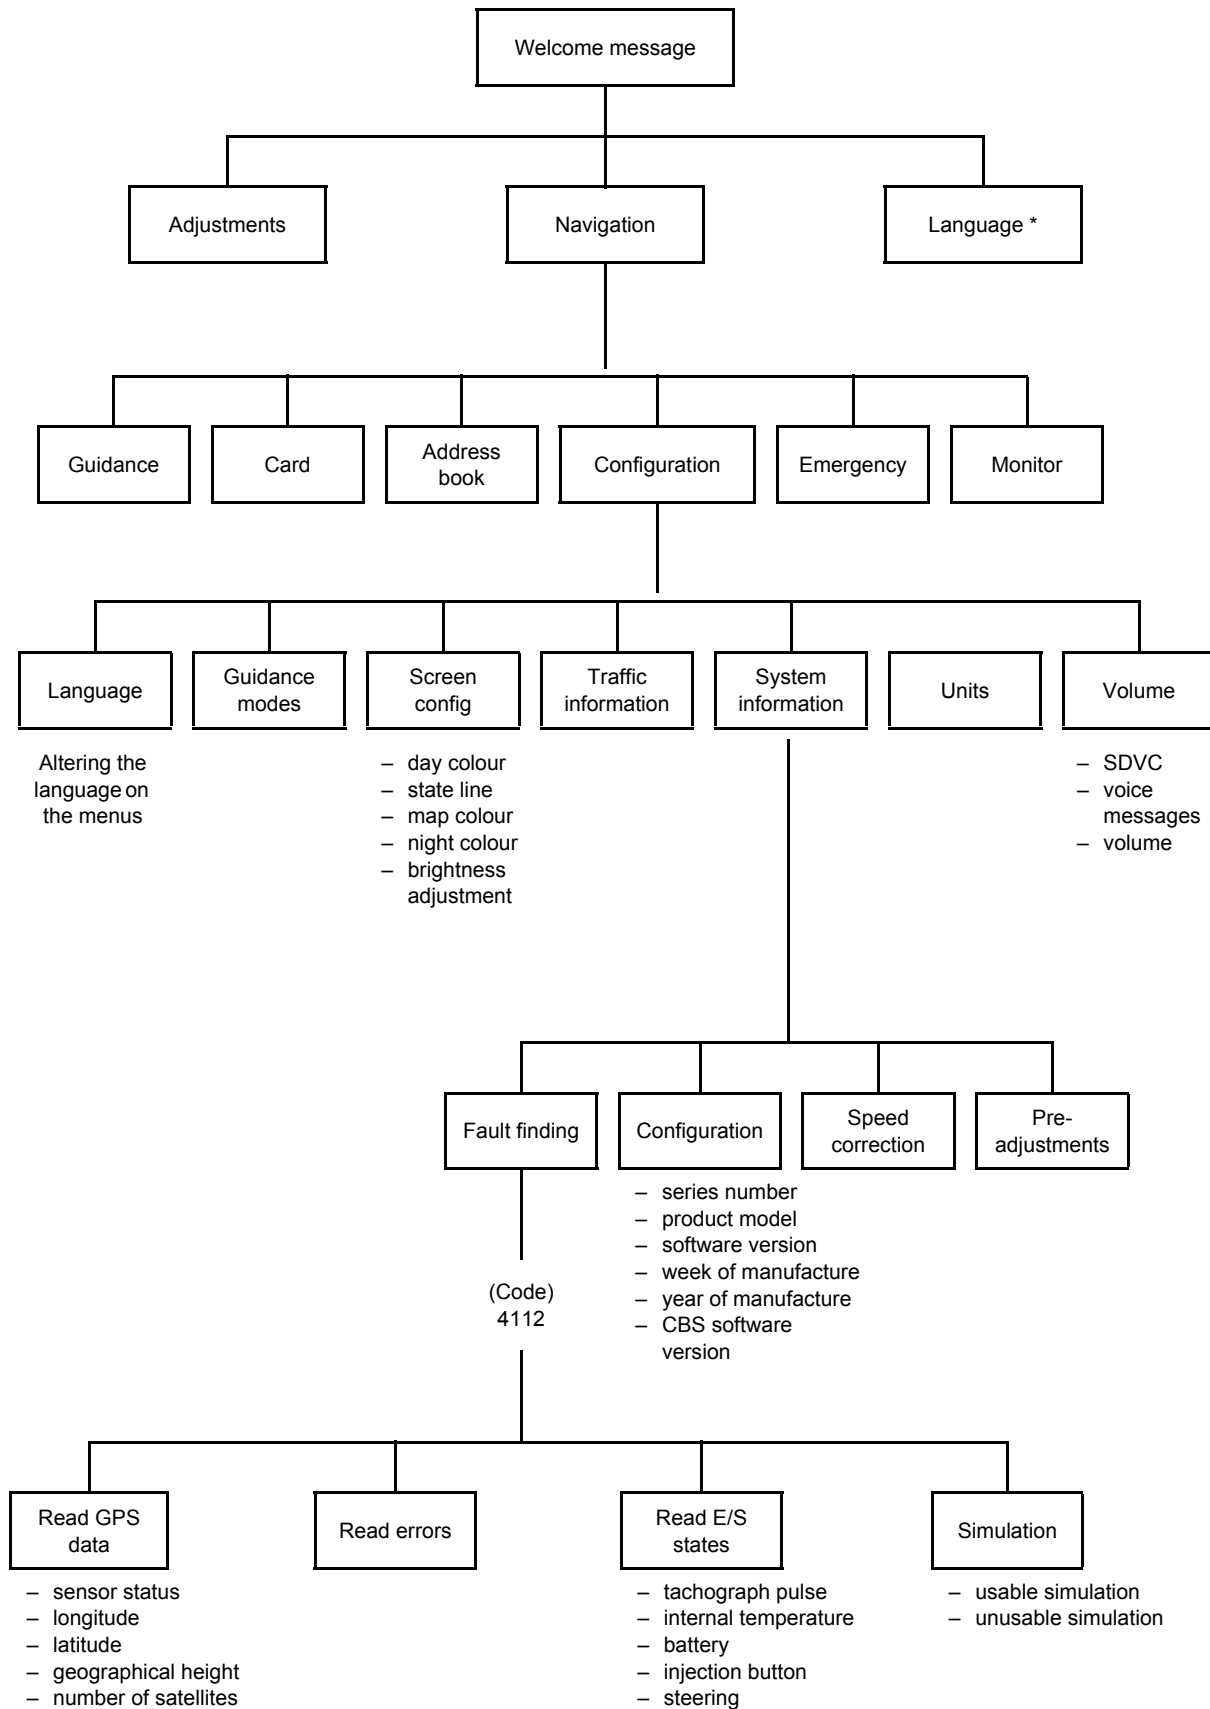 Welcome message
Adjustments
Navigation
Language *
Guidance
Card
Address
book
Configuration
Emergency
Monitor
Language
Guidance
modes
Screen
config
Traffic
information
System
information
Units
Volume
Altering the
language on
the menus
– day colour
– state line
– map colour
– night colour
– brightness
adjustment
– SDVC
– voice
messages
– volume
Fault finding
Configuration
Speed
correction
Pre-
adjustments
– series number
– product model
– software version
– week of manufacture
– year of manufacture
– CBS software
version
(Code)
4112
Read GPS
data
Read errors
Read E/S
states
Simulation
– sensor status
– longitude
– latitude
– geographical height
– number of satellites
– tachograph pulse
– internal temperature
– battery
– injection button
– steering
– usable simulation
– unusable simulation